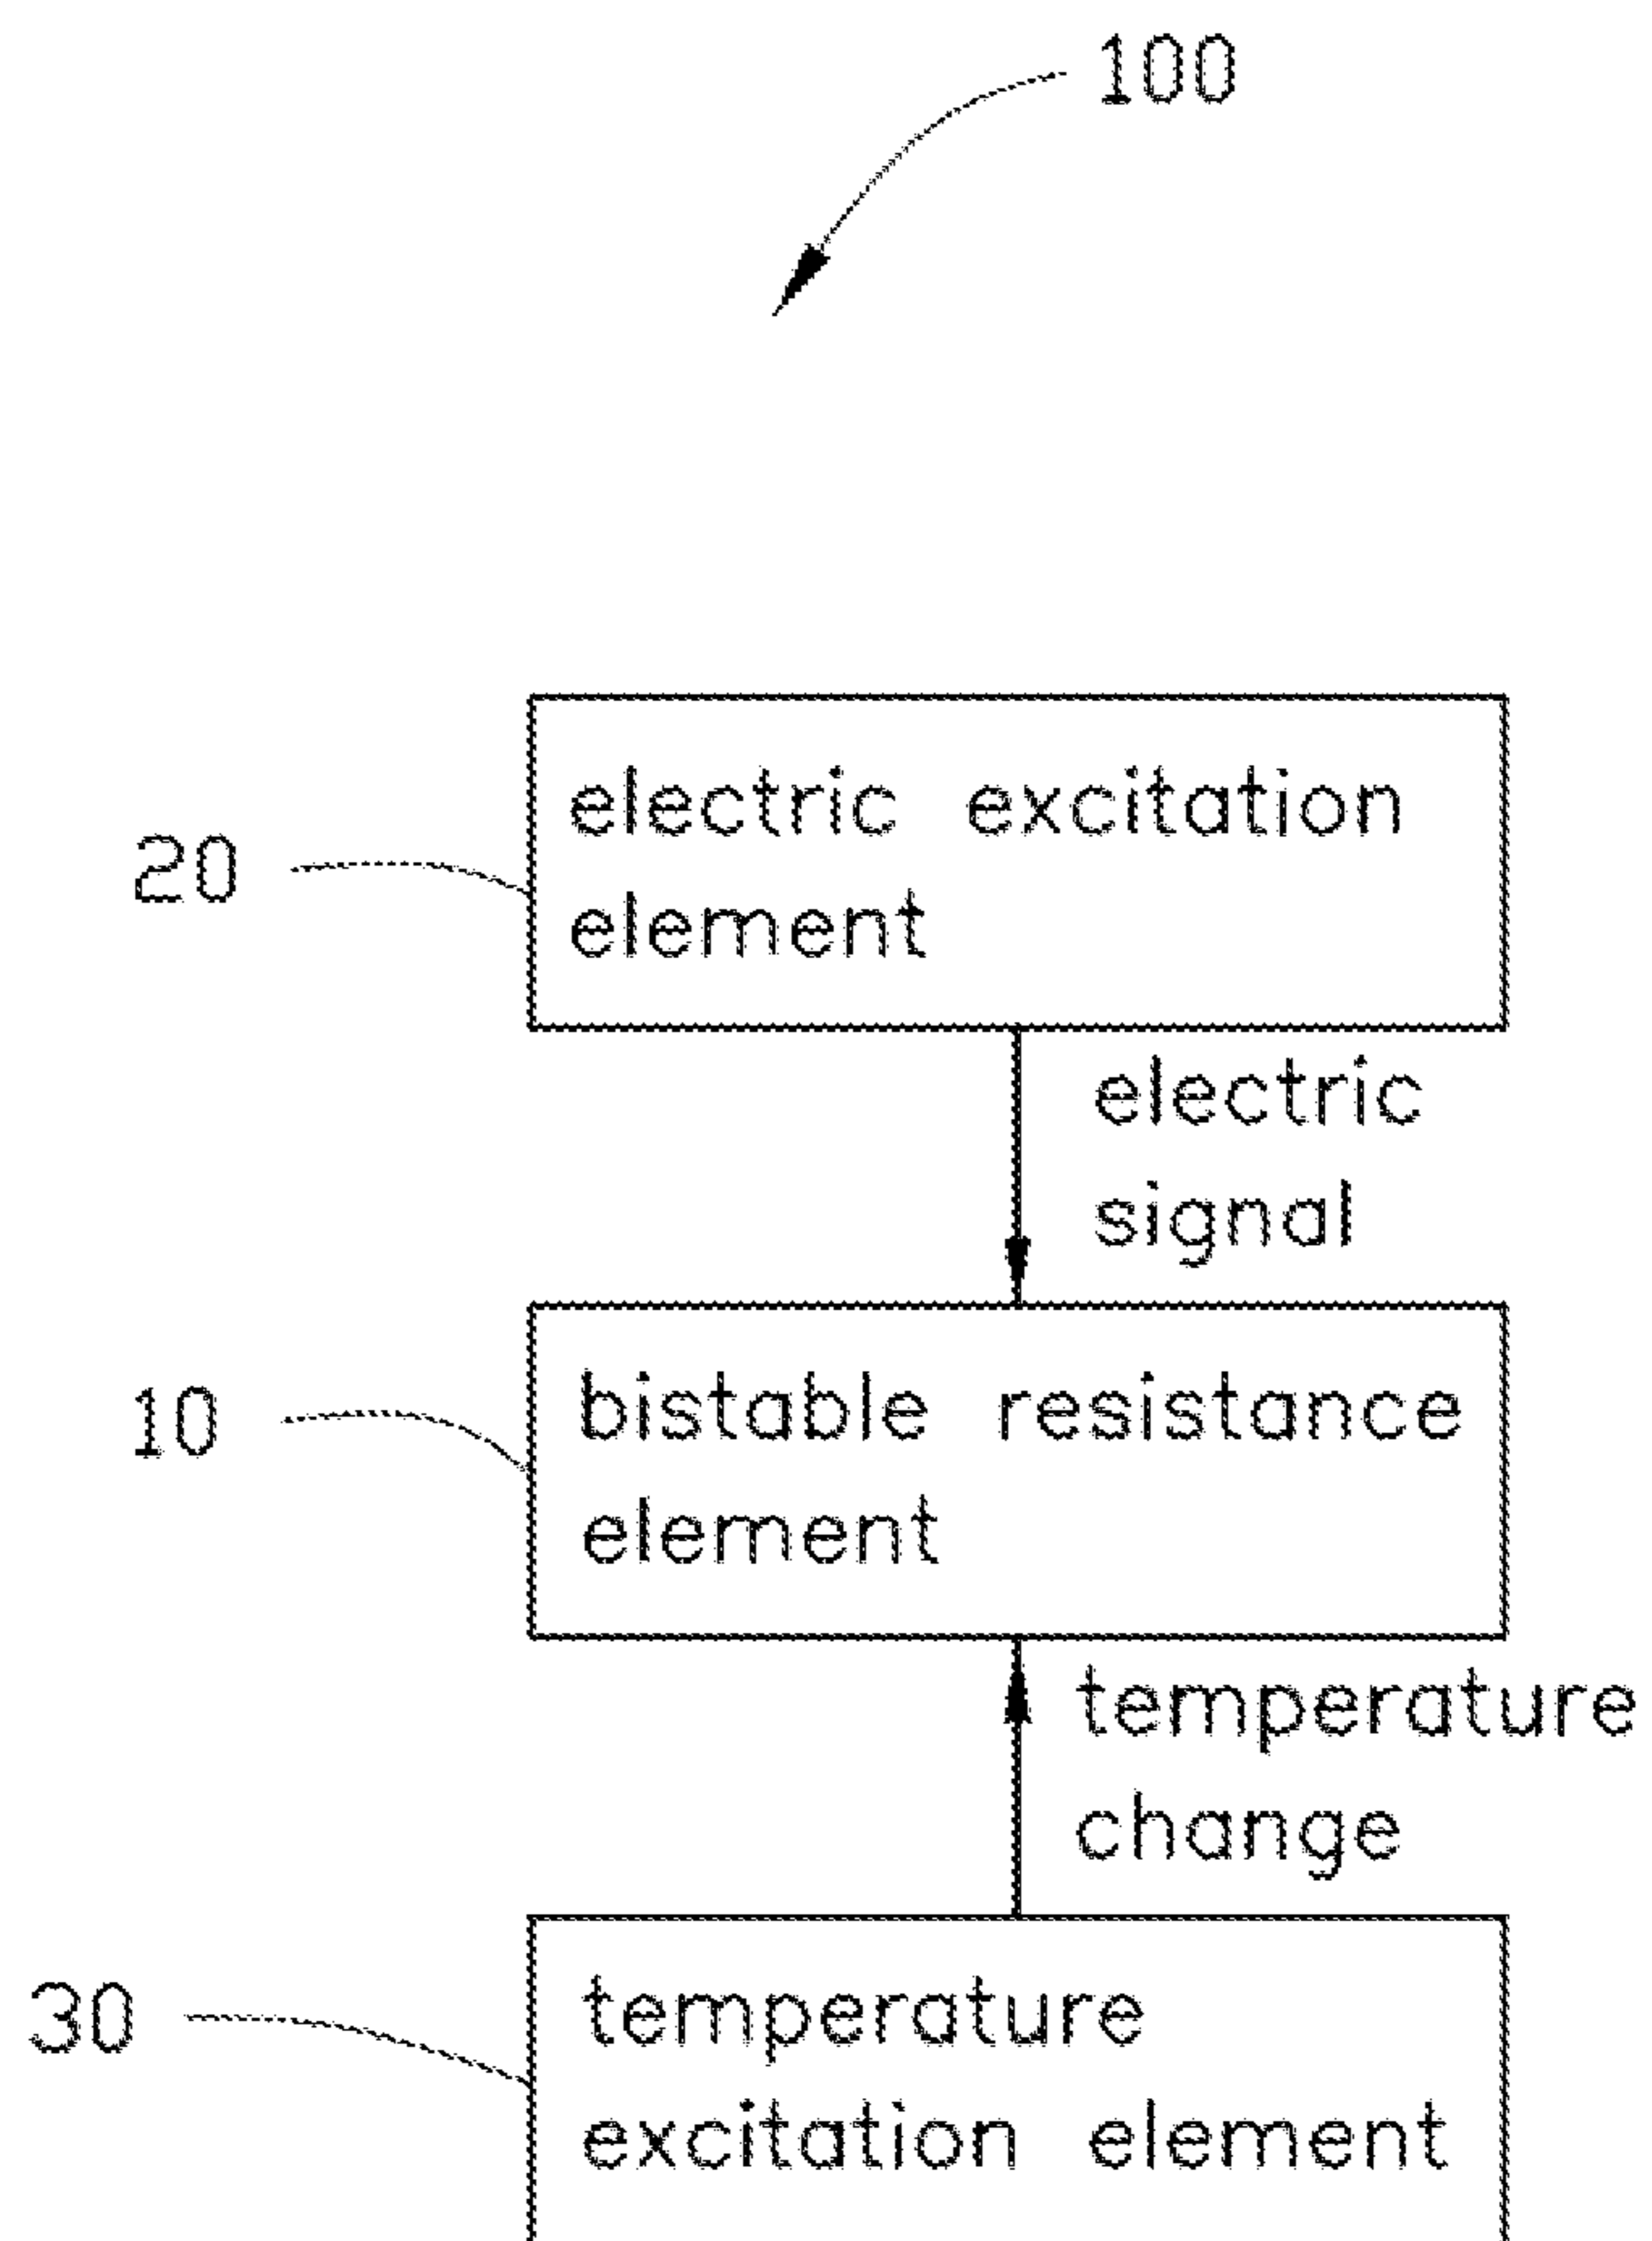 100
20
electric excitation
element
electric
signal
10
bistable resistance
element
temperature
change
30
temperature
excitation element